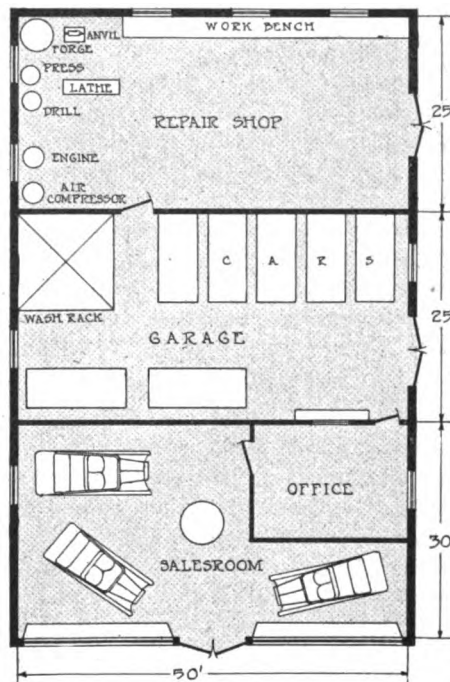 WORK BENCH
ANVIL
FORGE
PRESS
LATHE
DRILL
REPAIR SHOP
25
ENGINE
AIR
COMPRESSOR
C A R S
WASH RACK
GARAGE
25
OFFICE
SALESROOM
30
50'